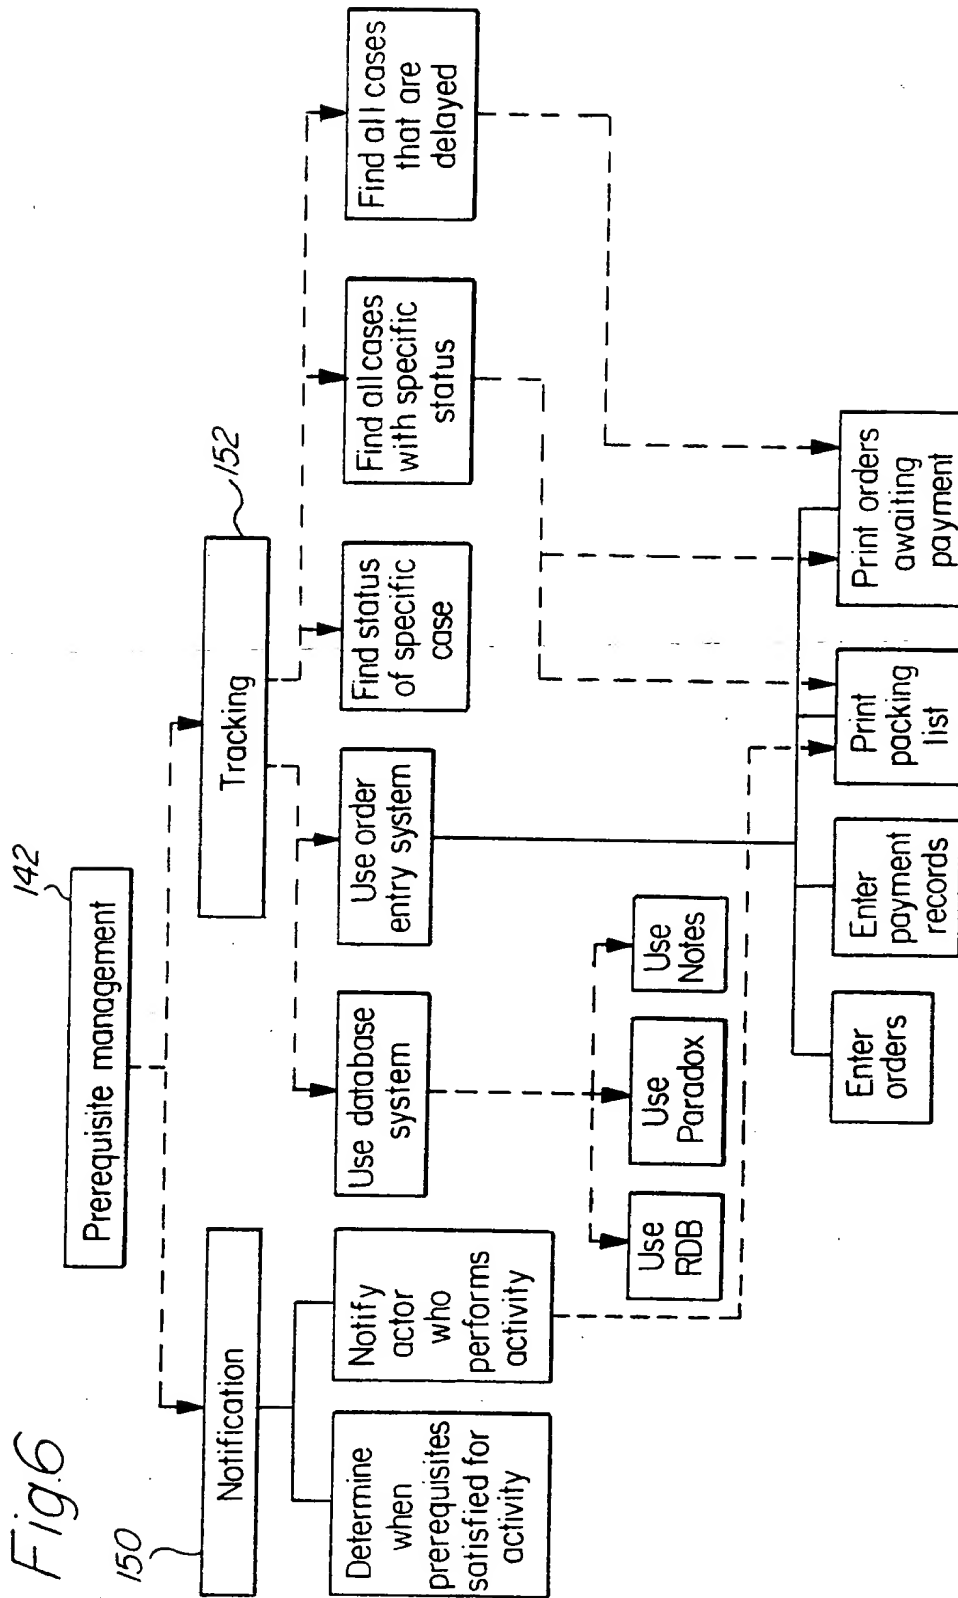 Fig.6
142
Prerequisite management
150
Notification
152
Tracking
Determine
when
prerequisites
satisfied for
activity
Notify
actor
who
performs
activity
Use database
system
Use order
entry system
Find status
of specific
case
Find all cases
with specific
status
Find all cases
that are
delayed
Use
RDB
Use
Paradox
Use
Notes
Enter
orders
Enter
payment
records
Print
packing
list
Print orders
awaiting
payment